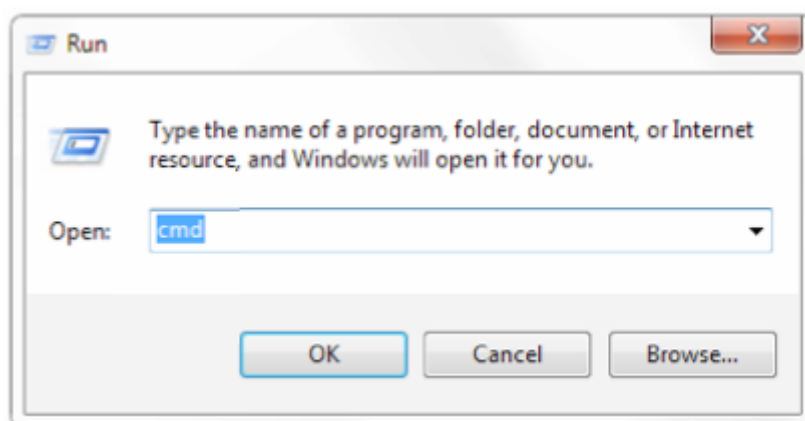 Run
Type the name of a program, folder, document, or Internet
resource, and Windows will open it for you.
Open: cmd
OK Cancel Browse...